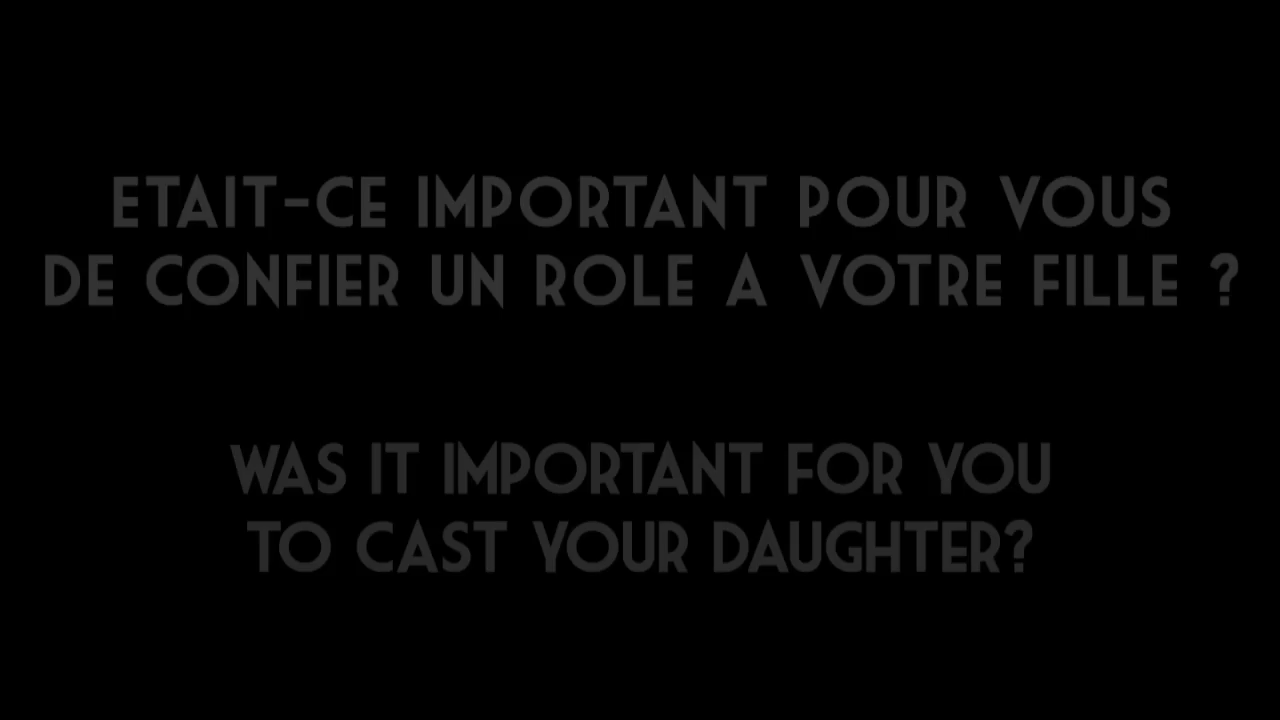 ETAIT-CE IMPORTANT POUR VOUS
DE CONFIER UN ROLE A VOTRE FILLE ?
WAS IT IMPORTANT FOR YOU
TO CAST YOUR DAUGHTER?